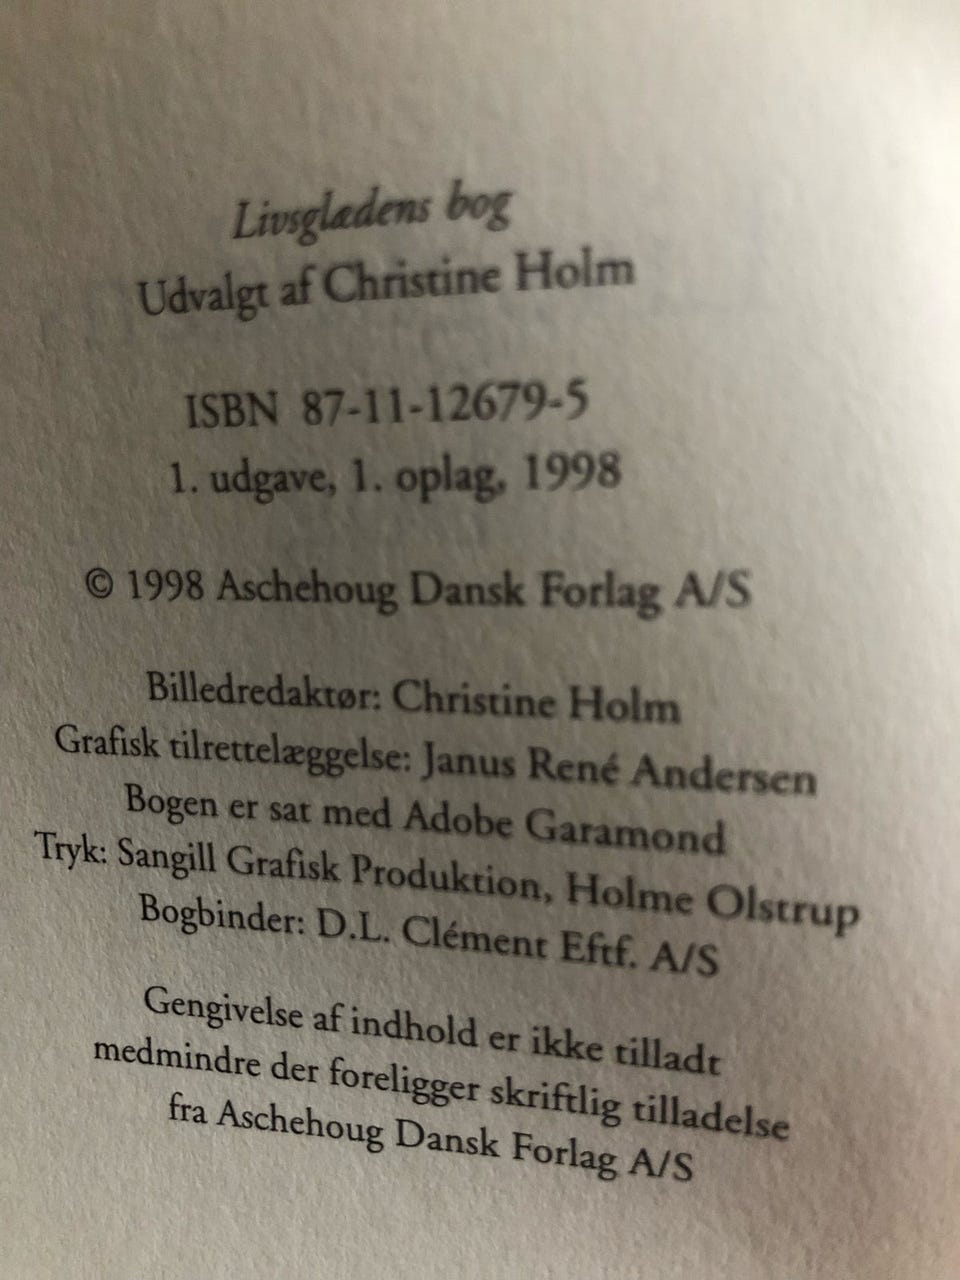 Livsglædens bog
Udvalgt af Christine Holm
ISBN 87-11-12679-5
1. udgave, 1. oplag, 1998
© 1998 Aschehoug Dansk Forlag A/S
Billedredaktør: Christine Holm
Grafisk tilrettelæggelse: Janus René Andersen
Bogen er sat med Adobe Garamond
Tryk: Sangill Grafisk Produktion, Holme Olstrup
Bogbinder: D.L. Clément Eftf. A/S
Gengivelse af indhold er ikke tilladt
medmindre der foreligger skriftlig tilladelse
fra Aschehoug Dansk Forlag A/S